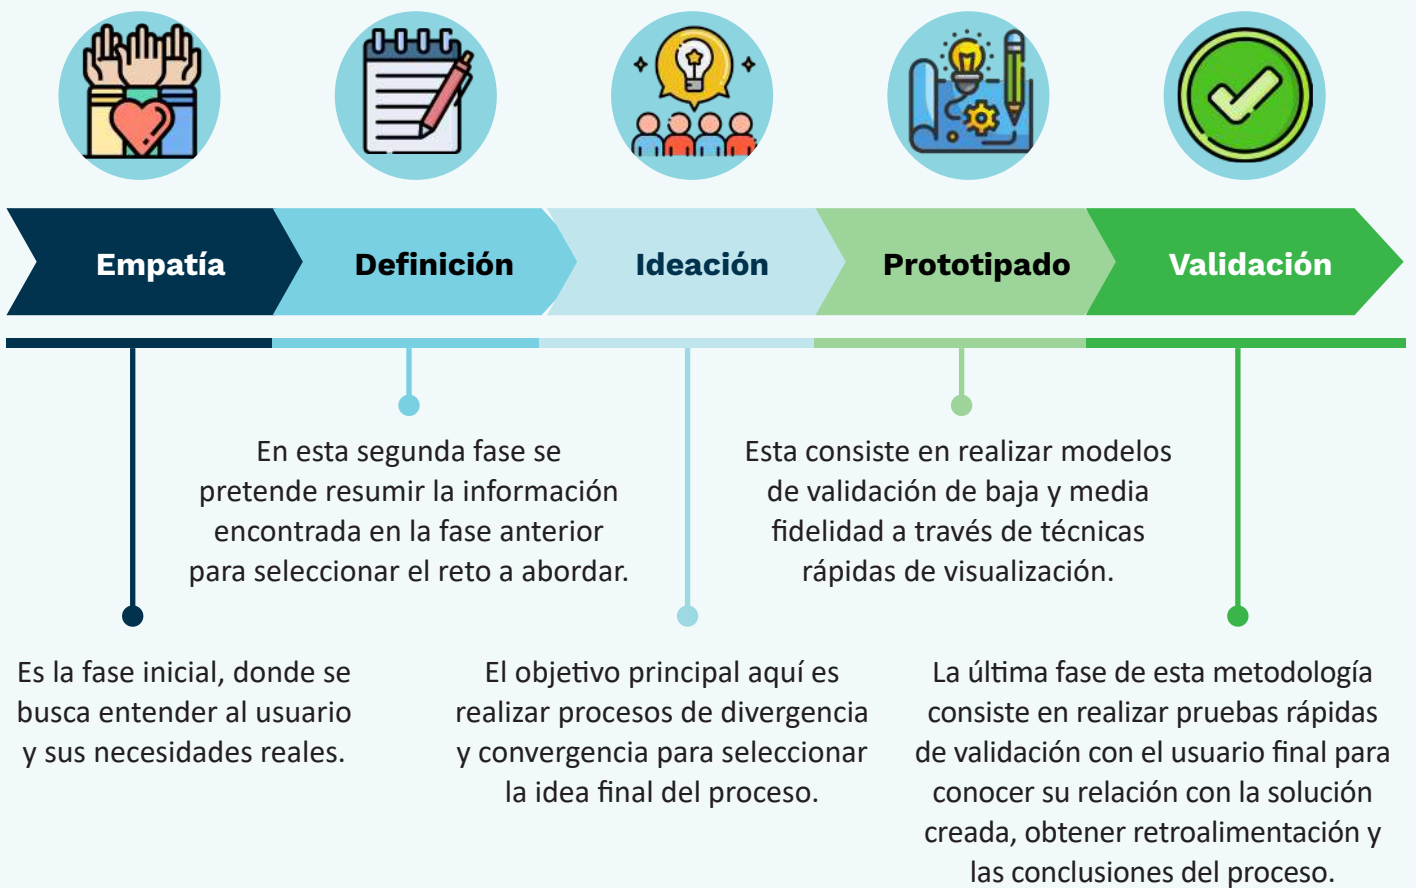 Empatía
Definición
Ideación
Prototipado
Validación
En esta segunda fase se
pretende resumir la información
encontrada en la fase anterior
para seleccionar el reto a abordar.
Esta consiste en realizar modelos
de validación de baja y media
fidelidad a través de técnicas
rápidas de visualización.
Es la fase inicial, donde se
busca entender al usuario
y sus necesidades reales.
El objetivo principal aquí es
realizar procesos de divergencia
y convergencia para seleccionar
la idea final del proceso.
La última fase de esta metodología
consiste en realizar pruebas rápidas
de validación con el usuario final para
conocer su relación con la solución
creada, obtener retroalimentación y
las conclusiones del proceso.